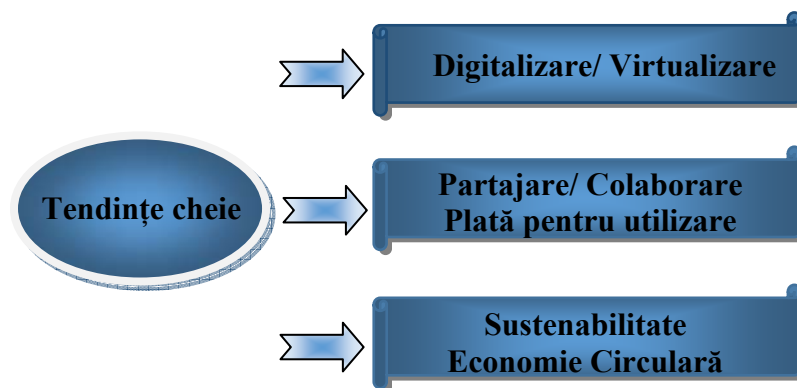 Digitalizare/ Virtualizare
Tendințe cheie
Partajare/ Colaborare
Plată pentru utilizare
Sustenabilitate
Economie Circulară